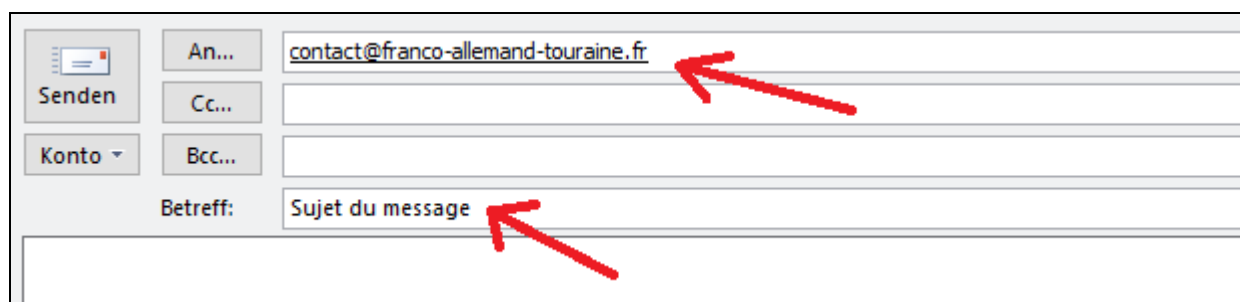 An... contact@franco-allemand-touraine.fr
Senden Cc...
Konto Bcc...
Betreff: Sujet du message